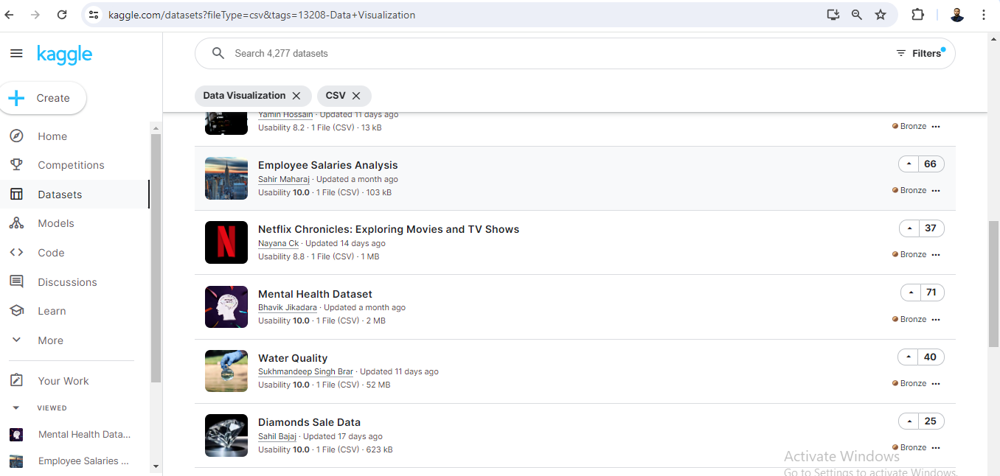 kaggle.com/datasets?fileType=csv&tags=13208-Data+Visualization
kaggle
Search 4,277 datasets
Filters
Create
Data Visualization
CSV
Home
Competitions
Datasets
Models
Code
Discussions
Learn
More
Your Work
VIEWED
Mental Health Data...
Employee Salaries ...
Yamin Hossain · Updated 11 days ago
Usability 8.2 · 1 File (CSV) · 13 kB
Bronze
Employee Salaries Analysis
66
Sahir Maharaj · Updated a month ago
Usability 10.0 · 1 File (CSV) · 103 kB
Bronze
Netflix Chronicles: Exploring Movies and TV Shows
37
Nayana Ck · Updated 14 days ago
Usability 8.8 · 1 File (CSV) · 1 MB
Bronze
Mental Health Dataset
71
Bhavik Jikadara · Updated a month ago
Usability 10.0 · 1 File (CSV) · 2 MB
Bronze
Water Quality
40
Sukhmandeep Singh Brar · Updated 11 days ago
Usability 10.0 · 1 File (CSV) · 52 MB
Bronze
Diamonds Sale Data
25
Sahil Bajaj · Updated 17 days ago
Usability 10.0 · 1 File (CSV) · 623 kB
Bronze
Activate Windows
Go to Settings to activate Windows.